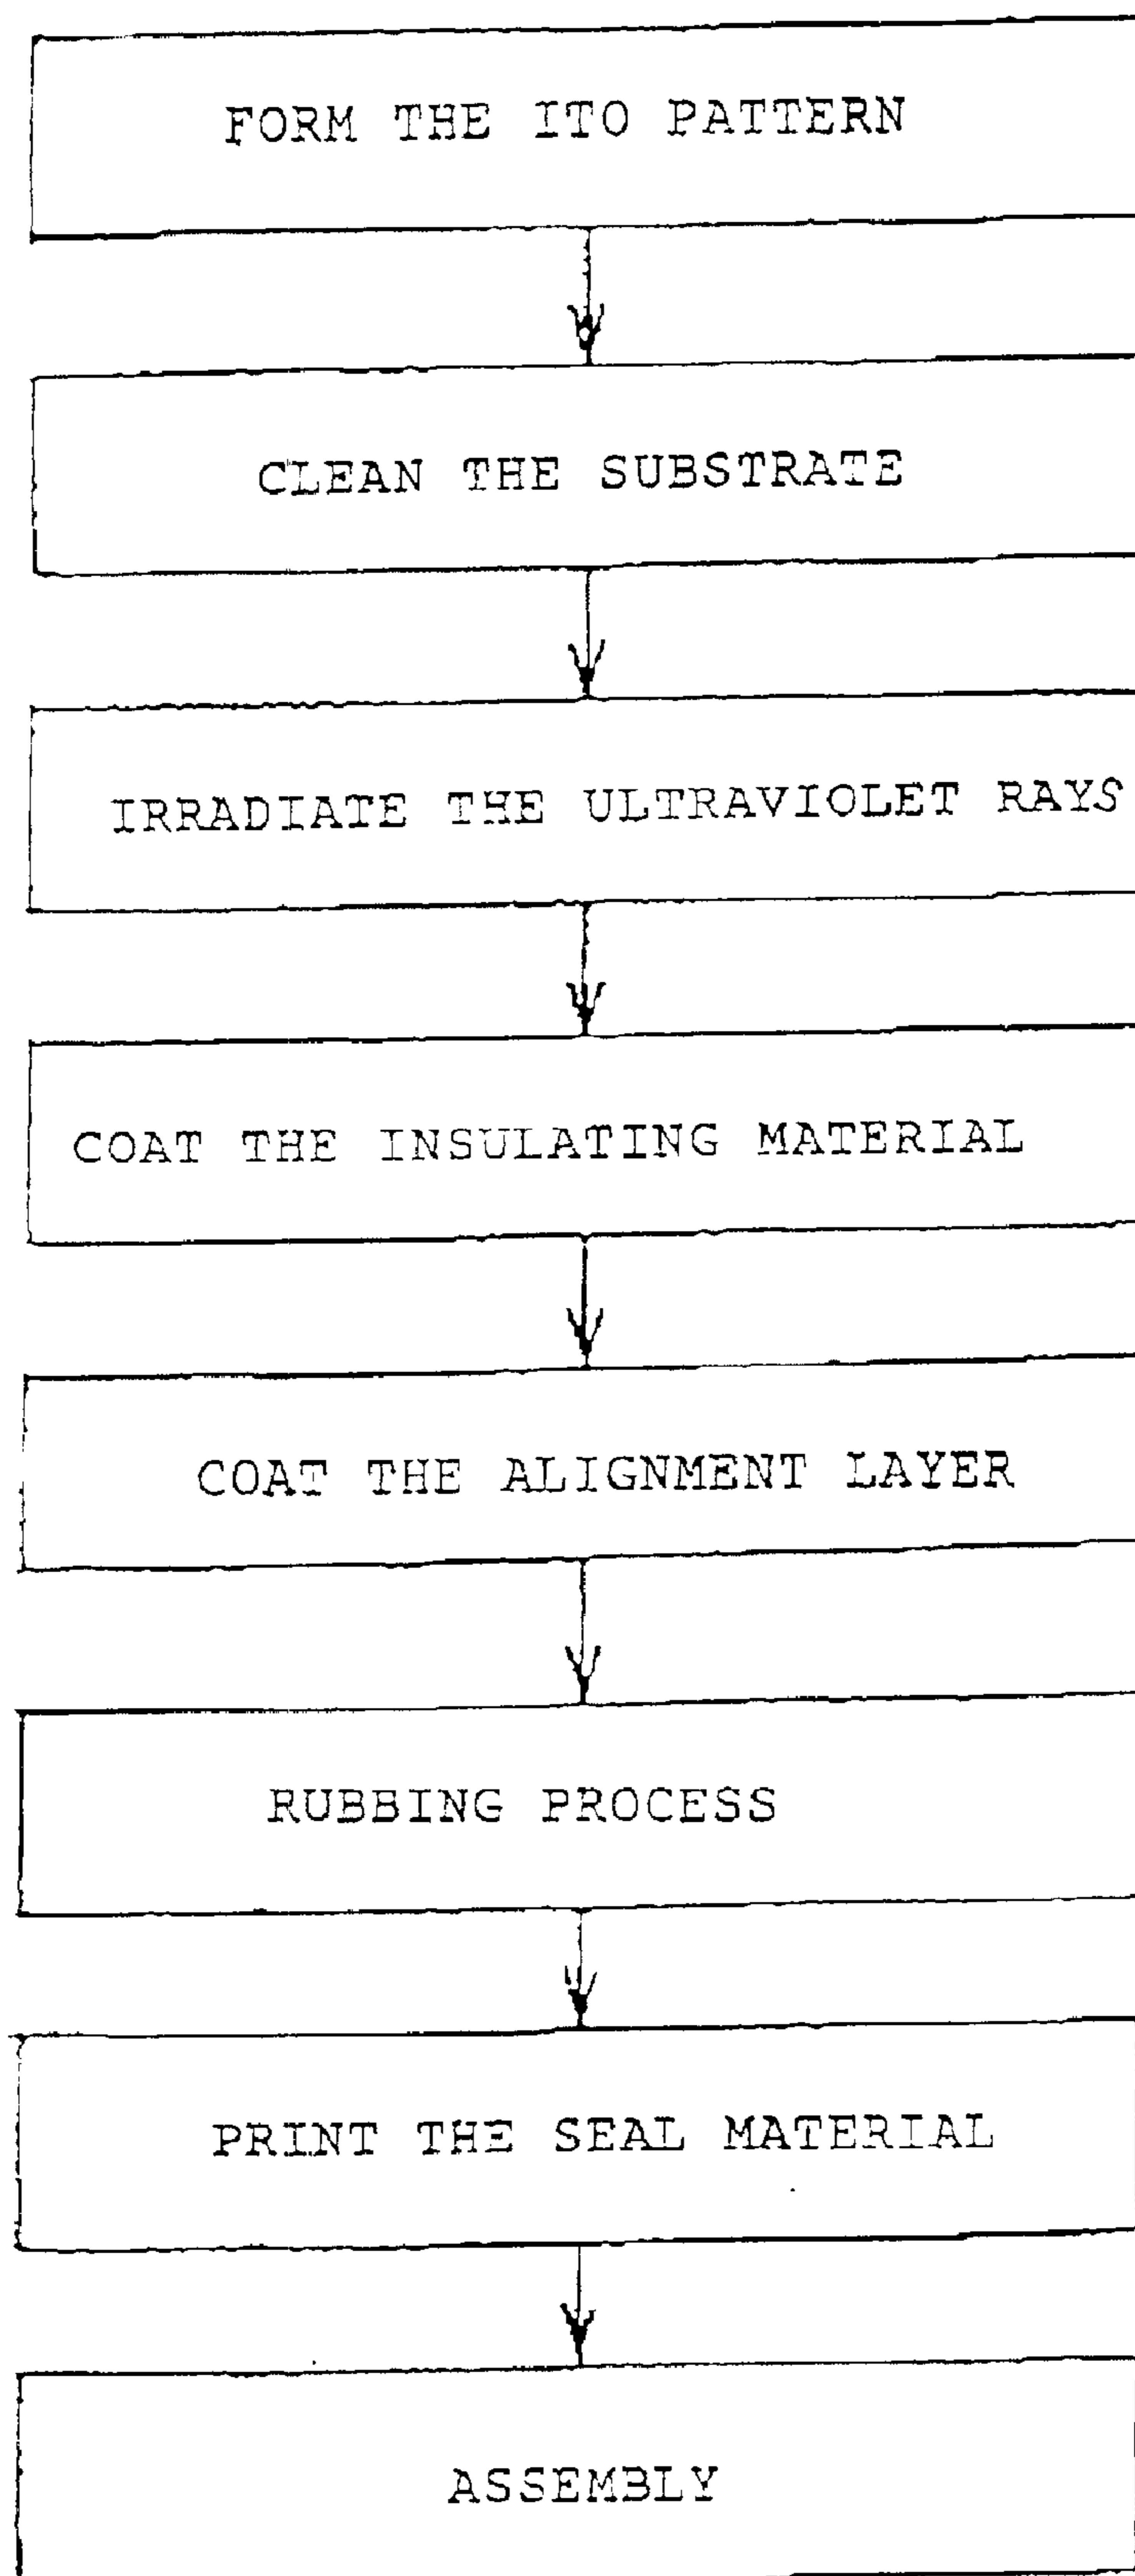 FORM THE ITO PATTERN
CLEAN THE SUBSTRATE
IRRADIATE THE ULTRAVIOLET RAYS
COAT THE INSULATING MATERIAL
COAT THE ALIGNMENT LAYER
RUBBING PROCESS
PRINT THE SEAL MATERIAL
ASSEMBLY